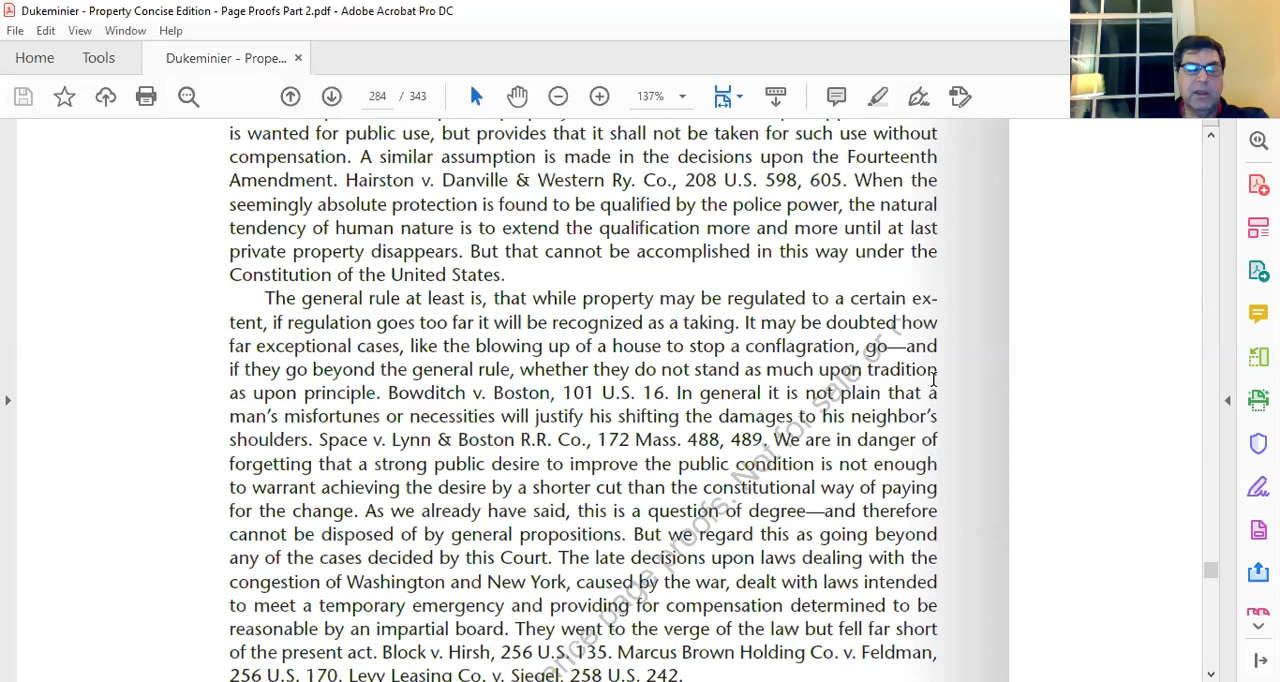 Dukeminier - Property Concise Edition - Page Proofs Part 2.pdf - Adobe Acrobat Pro DC
File Edit View Window Help
Home Tools Dukeminier - Prope... ×
284 / 343 137%
is wanted for public use, but provides that it shall not be taken for such use without
compensation. A similar assumption is made in the decisions upon the Fourteenth
Amendment. Hairston v. Danville & Western Ry. Co., 208 U.S. 598, 605. When the
seemingly absolute protection is found to be qualified by the police power, the natural
tendency of human nature is to extend the qualification more and more until at last
private property disappears. But that cannot be accomplished in this way under the
Constitution of the United States.
The general rule at least is, that while property may be regulated to a certain ex-
tent, if regulation goes too far it will be recognized as a taking. It may be doubted how
far exceptional cases, like the blowing up of a house to stop a conflagration, go—and
if they go beyond the general rule, whether they do not stand as much upon tradition
as upon principle. Bowditch v. Boston, 101 U.S. 16. In general it is not plain that a
man's misfortunes or necessities will justify his shifting the damages to his neighbor's
shoulders. Space v. Lynn & Boston R.R. Co., 172 Mass. 488, 489. We are in danger of
forgetting that a strong public desire to improve the public condition is not enough
to warrant achieving the desire by a shorter cut than the constitutional way of paying
for the change. As we already have said, this is a question of degree—and therefore
cannot be disposed of by general propositions. But we regard this as going beyond
any of the cases decided by this Court. The late decisions upon laws dealing with the
congestion of Washington and New York, caused by the war, dealt with laws intended
to meet a temporary emergency and providing for compensation determined to be
reasonable by an impartial board. They went to the verge of the law but fell far short
of the present act. Block v. Hirsh, 256 U.S. 135. Marcus Brown Holding Co. v. Feldman,
256 U.S. 170. Levy Leasing Co. v. Siegel, 258 U.S. 242.
page proofs. Not for sale or